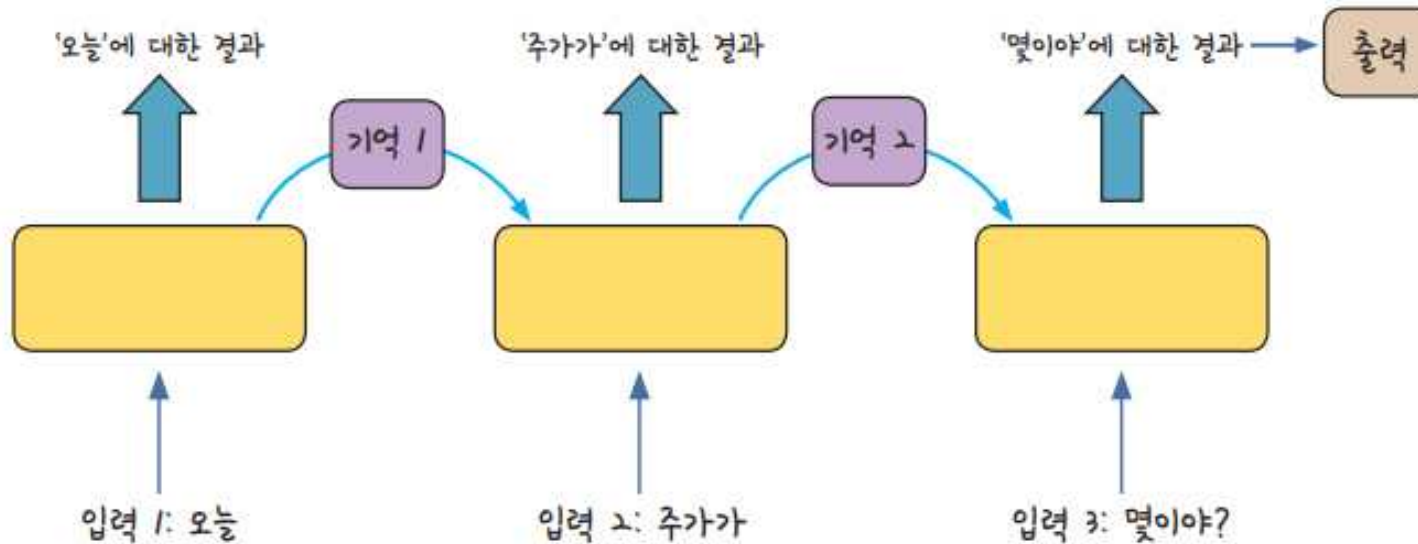 '오늘'에 대한 결과
'주가가'에 대한 결과
'몇이야'에 대한 결과
출력
기억 1
기억 2
입력 1: 오늘
입력 2: 주가가
입력 3: 몇이야?